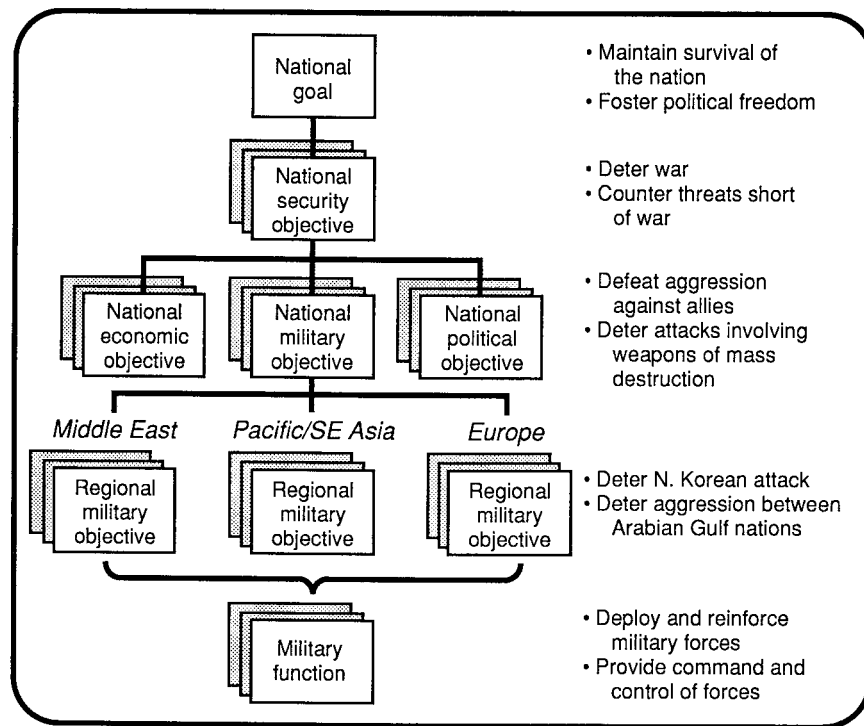 National
goal
• Maintain survival of
the nation
• Foster political freedom
National
security
objective
• Deter war
• Counter threats short
of war
National
economic
objective
National
military
objective
National
political
objective
• Defeat aggression
against allies
• Deter attacks involving
weapons of mass
destruction
Middle East
Pacific/SE Asia
Europe
Regional
military
objective
Regional
military
objective
Regional
military
objective
• Deter N. Korean attack
• Deter aggression between
Arabian Gulf nations
Military
function
• Deploy and reinforce
military forces
• Provide command and
control of forces